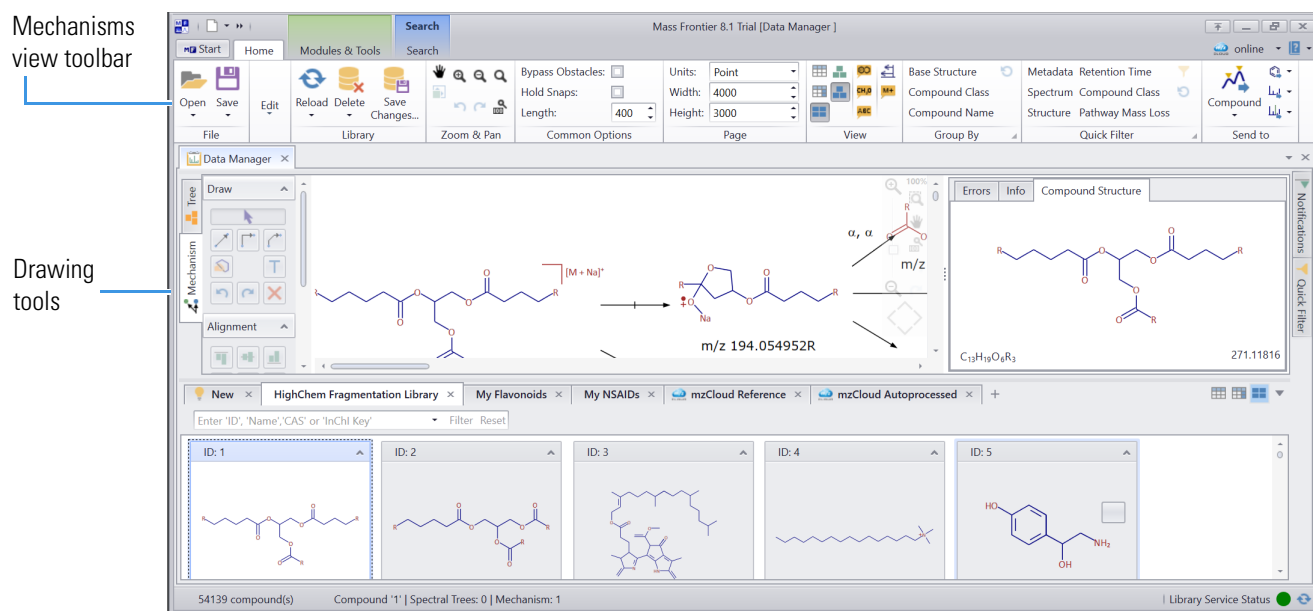 Mechanisms
view toolbar
Drawing
tools
Search
Mass Frontier 8.1 Trial [Data Manager ]
Start Home Modules & Tools Search online
Open Save Edit Reload Delete Save
Changes...
Bypass Obstacles:
Hold Snaps:
Length: 400
Units: Point
Width: 4000
Height: 3000
CH,O M+
ABC
Base Structure
Compound Class
Compound Name
Metadata Retention Time
Spectrum Compound Class
Structure Pathway Mass Loss
Compound
File Library Zoom & Pan Common Options Page View Group By Quick Filter Send to
Data Manager
Tree
Mechanism
Draw
T
Alignment
R
O
O
O
O
R
O
[M + Na]⁺
O
R
O
Na
O
O
R
m/z 194.054952R
α, α
R
O
O
m/z
100%
Errors Info Compound Structure
R
O
O
O
O
R
O
O
R
C₁₃H₁₉O₆R₃ 271.11816
Notifications
Quick Filter
New HighChem Fragmentation Library My Flavonoids My NSAIDs mzCloud Reference mzCloud Autoprocessed +
Enter 'ID', 'Name','CAS' or 'InChI Key' Filter Reset
ID: 1 ID: 2 ID: 3 ID: 4 ID: 5
HO
NH₂
OH
54139 compound(s) Compound '1' | Spectral Trees: 0 | Mechanism: 1 | Library Service Status